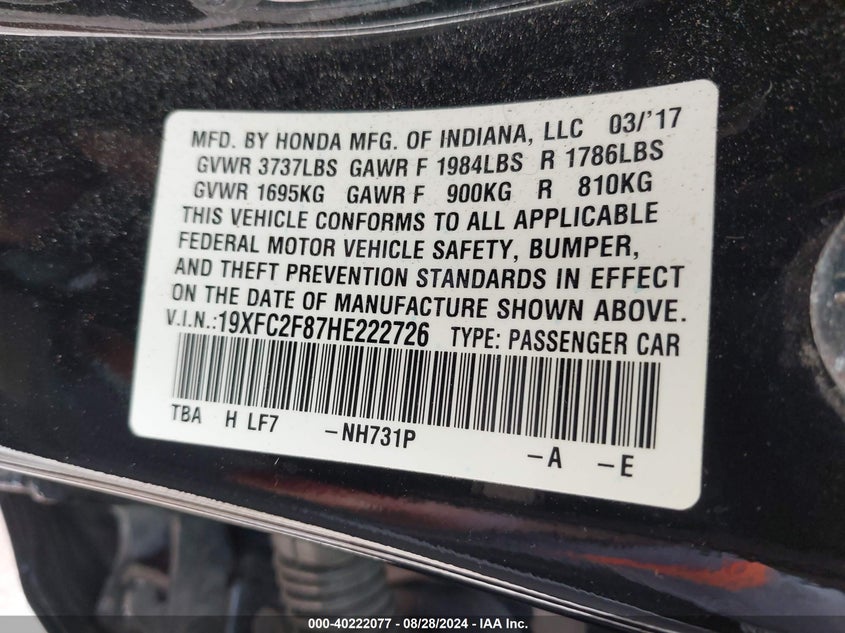 MFD. BY HONDA MFG. OF INDIANA, LLC 03/'17
GVWR 3737LBS GAWR F 1984LBS R 1786LBS
GVWR 1695KG GAWR F 900KG R 810KG
THIS VEHICLE CONFORMS TO ALL APPLICABLE
FEDERAL MOTOR VEHICLE SAFETY, BUMPER,
AND THEFT PREVENTION STANDARDS IN EFFECT
ON THE DATE OF MANUFACTURE SHOWN ABOVE.
V.I.N.:19XFC2F87HE222726 TYPE: PASSENGER CAR
TBA H LF7 -NH731P -A -E
000-40222077 - 08/28/2024 - IAA Inc.